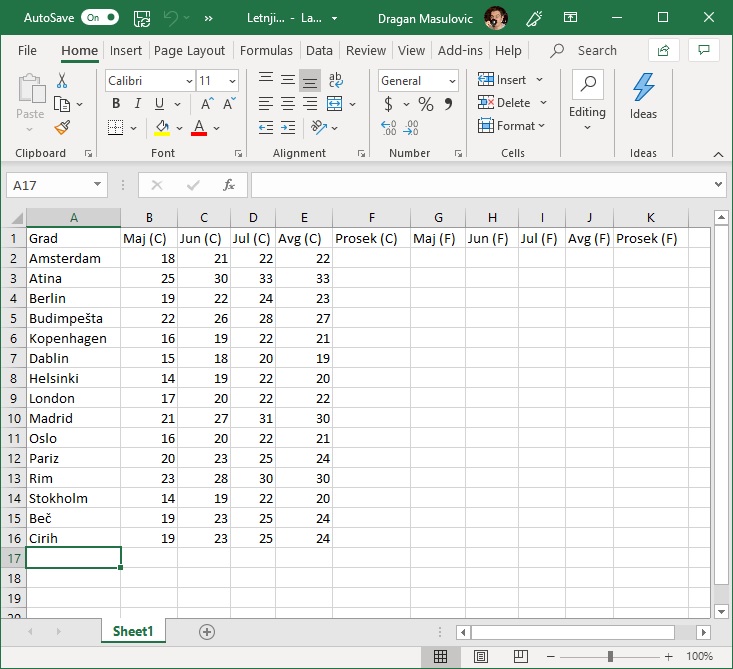 AutoSave On » Letnji... - La... Dragan Masulovic
File Home Insert Page Layout Formulas Data Review View Add-ins Help Search
Calibri 11 ab c General Insert
Paste B I U A A $ % 9 Delete Editing Ideas
A .00 .0 .00 Format
Clipboard Font Alignment Number Cells Ideas
A17 fx
A B C D E F G H I J K
1 Grad Maj (C) Jun (C) Jul (C) Avg (C) Prosek (C) Maj (F) Jun (F) Jul (F) Avg (F) Prosek (F)
2 Amsterdam 18 21 22 22
3 Atina 25 30 33 33
4 Berlin 19 22 24 23
5 Budimpešta 22 26 28 27
6 Kopenhagen 16 19 22 21
7 Dablin 15 18 20 19
8 Helsinki 14 19 22 20
9 London 17 20 22 22
10 Madrid 21 27 31 30
11 Oslo 16 20 22 21
12 Pariz 20 23 25 24
13 Rim 23 28 30 30
14 Stokholm 14 19 22 20
15 Beč 19 23 25 24
16 Cirih 19 23 25 24
17
18
19
20
Sheet1
100%